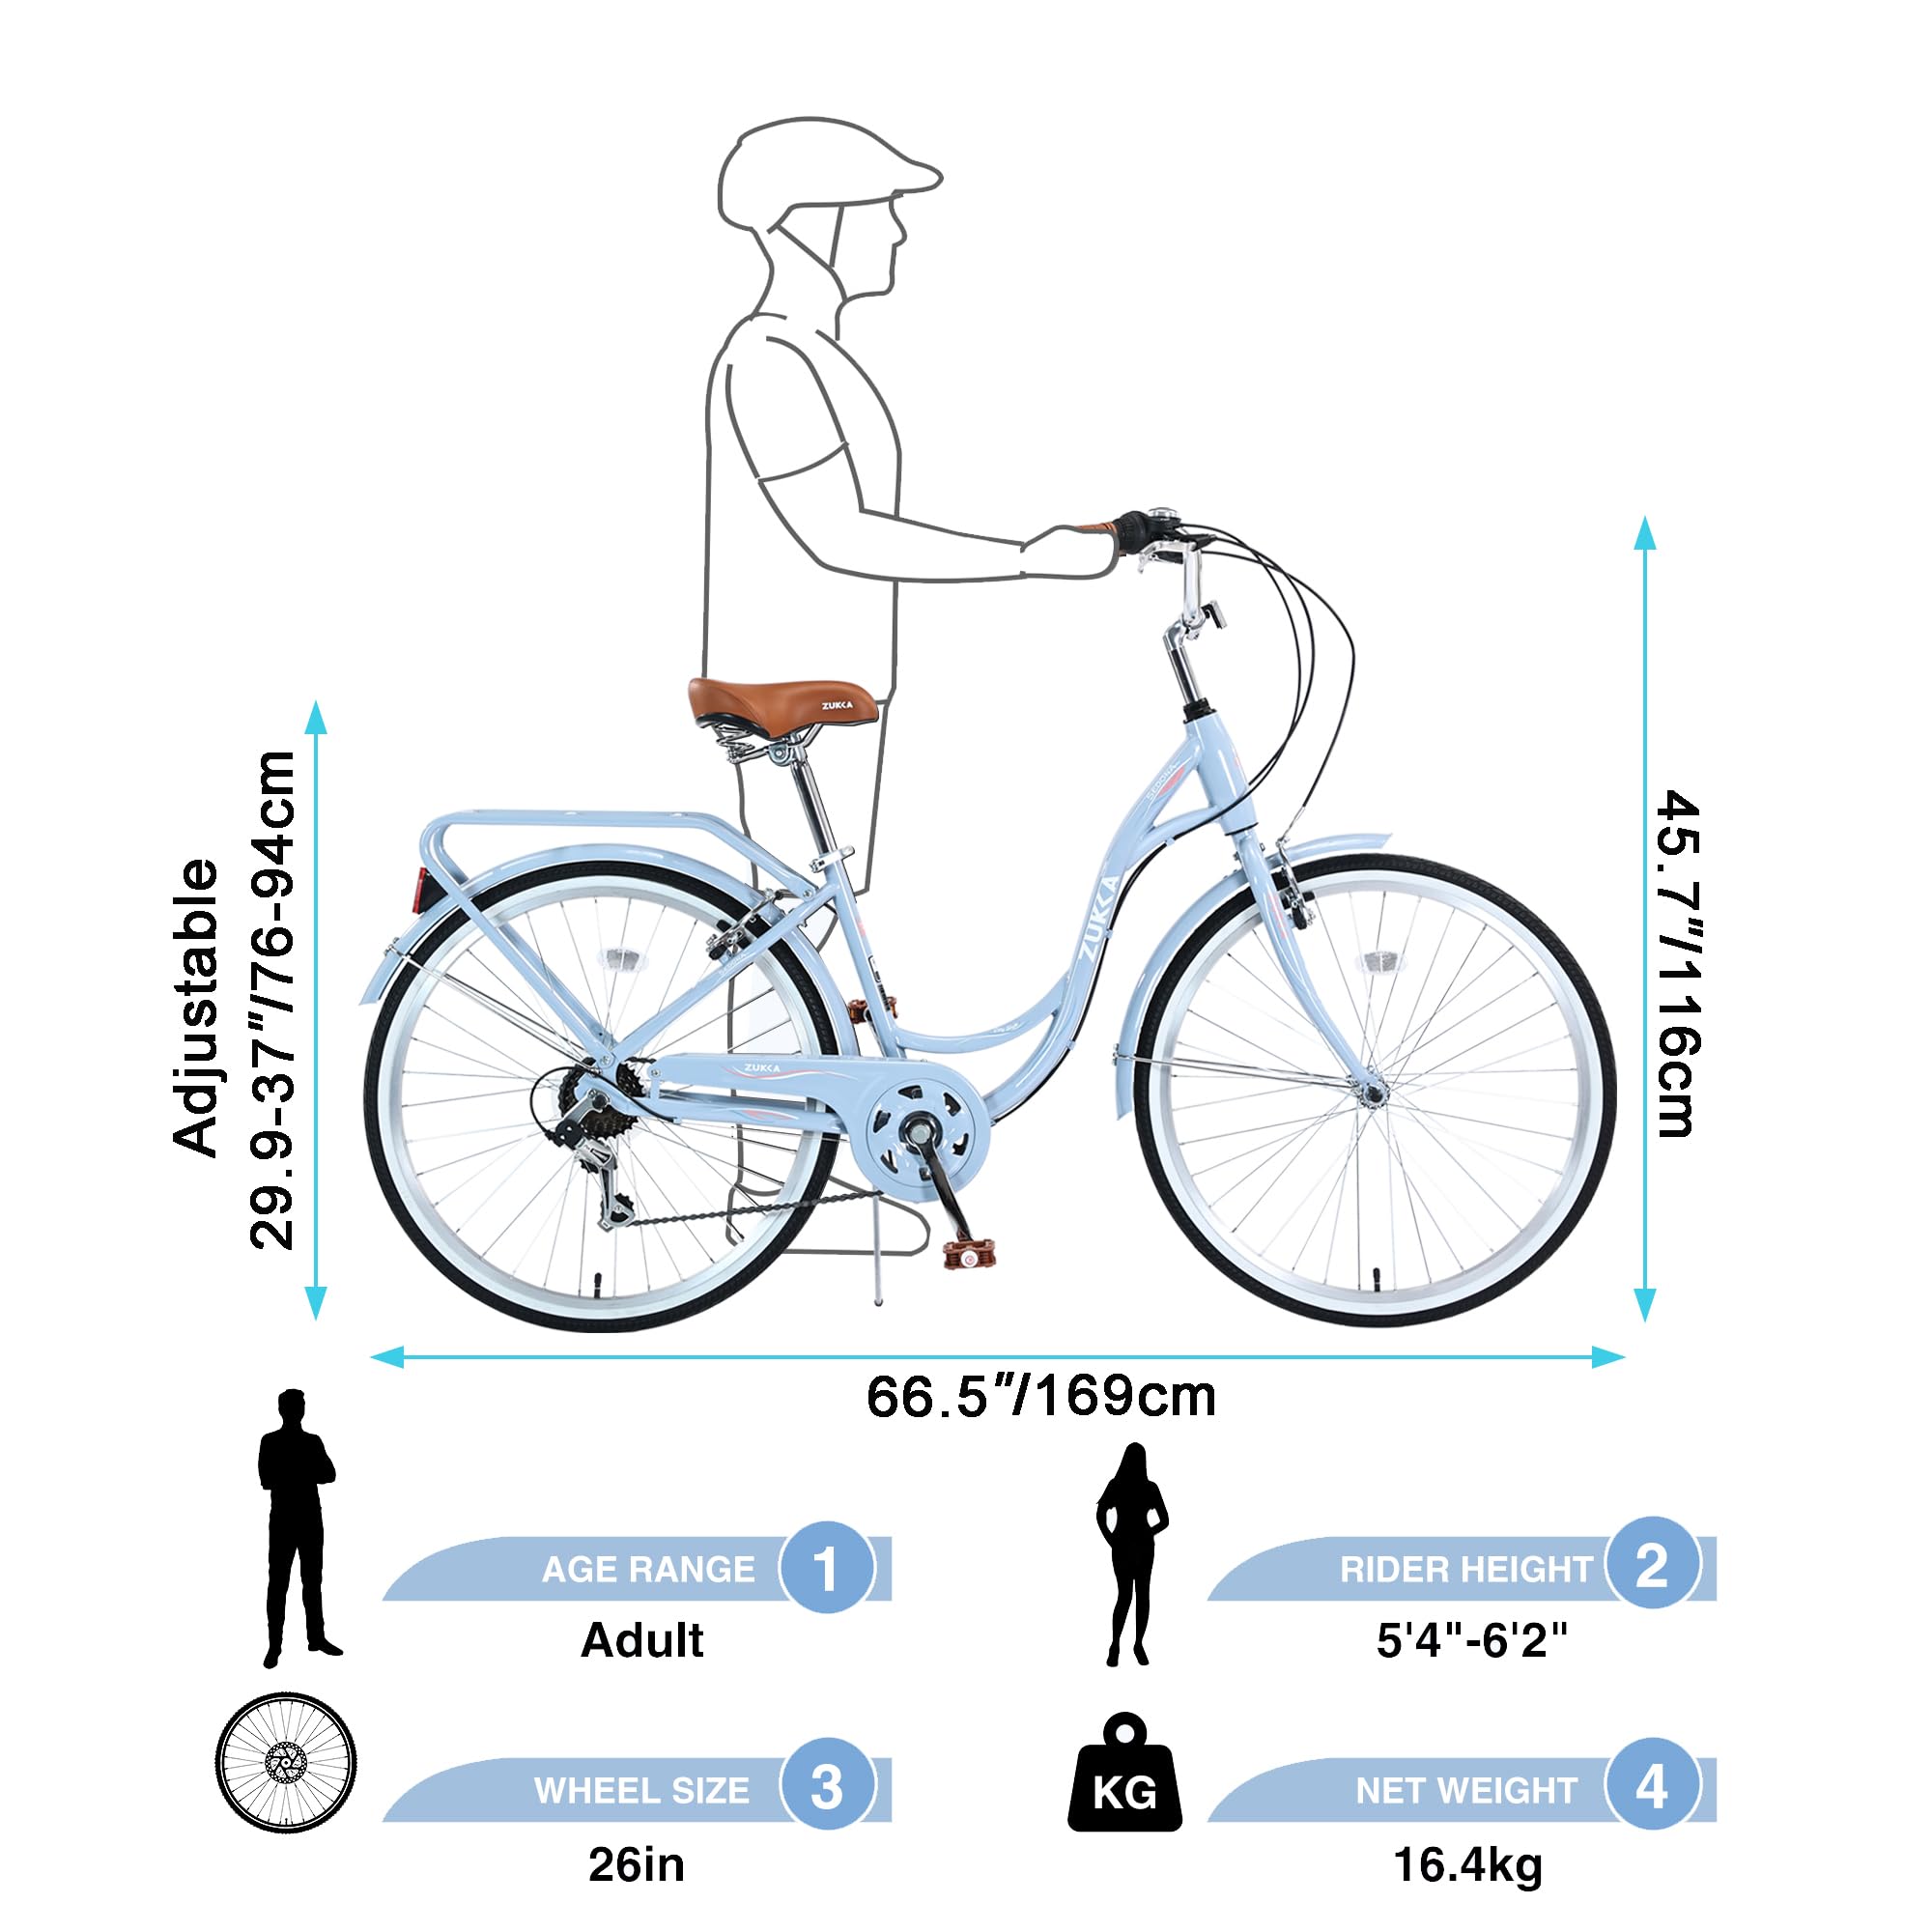 ZUKKA
ZUKKA
ZUKKA
Adjustable
29.9-37"/76-94cm
45.7"/116cm
66.5"/169cm
AGE RANGE 1
Adult
RIDER HEIGHT 2
5'4"-6'2"
WHEEL SIZE 3
26in
KG
NET WEIGHT 4
16.4kg